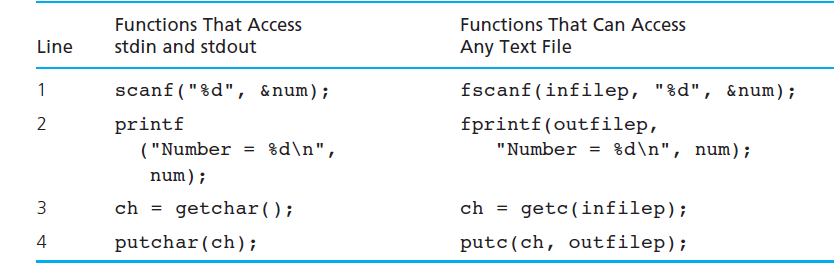 Functions That Access Functions That Can Access
Line stdin and stdout Any Text File
1 scanf("%d", &num); fscanf(infilep, "%d", &num);
2 printf fprintf(outfilep,
("Number = %d\n", "Number = %d\n", num);
num);
3 ch = getchar(); ch = getc(infilep);
4 putchar(ch); putc(ch, outfilep);